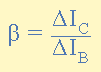 β = ΔI_C / ΔI_B